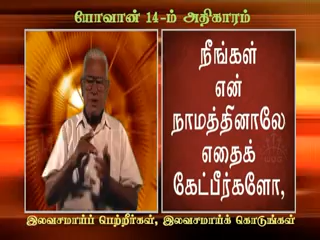 யோவான் 14-ம் அதிகாரம்
நீங்கள்
என்
நாமத்தினாலே
எதைக்
கேட்பீர்களோ,
இலவசமாய்ப் பெற்றீர்கள், இலவசமாய்க் கொடுங்கள்